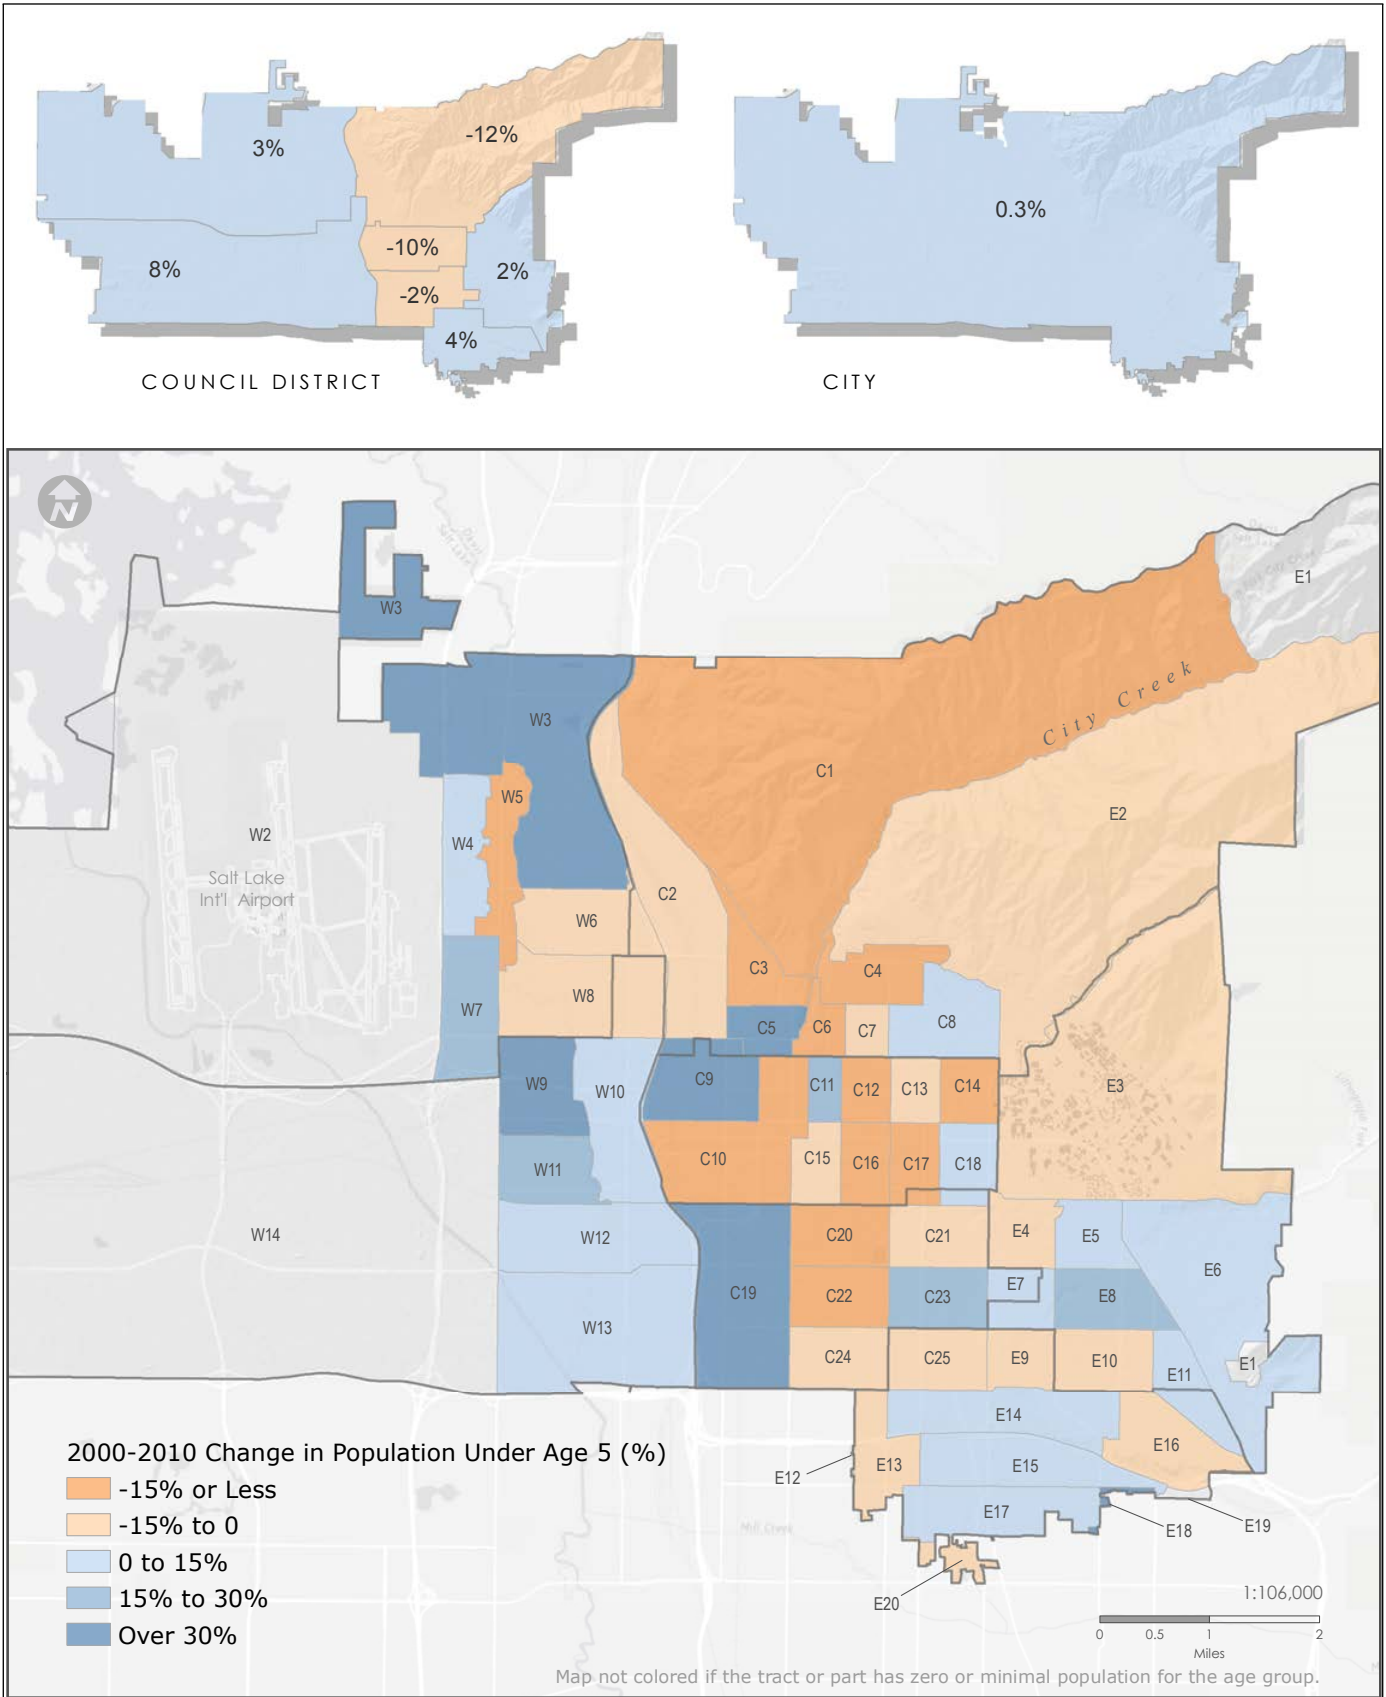 3%
-12%
-10%
8%
2%
-2%
4%
COUNCIL DISTRICT
0.3%
CITY
N
E1
W3
W3
City Creek
C1
W5
E2
W2
W4
Salt Lake
Int'l Airport
C2
W6
C3
C4
W8
W7
C5
C6
C7
C8
W9
W10
C9
C11
C12
C13
C14
E3
W11
C10
C15
C16
C17
C18
W14
W12
C20
C21
E4
E5
E6
C19
C22
C23
E7
E8
W13
C24
C25
E9
E10
E11
E1
E14
E16
E12
E13
E15
E17
E18
E19
E20
Mill Creek
2000-2010 Change in Population Under Age 5 (%)
-15% or Less
-15% to 0
0 to 15%
15% to 30%
Over 30%
1:106,000
0 0.5 1 2
Miles
Map not colored if the tract or part has zero or minimal population for the age group.